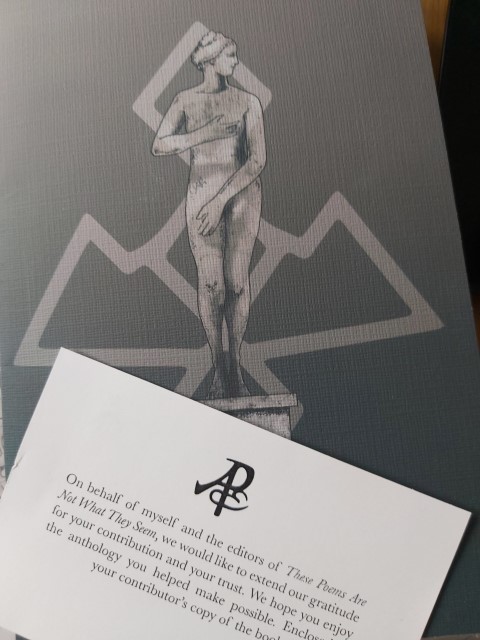 On behalf of myself and the editors of These Poems Are
Not What They Seem, we would like to extend our gratitude
for your contribution and your trust. We hope you enjoy
the anthology you helped make possible.
your contributor's copy of the